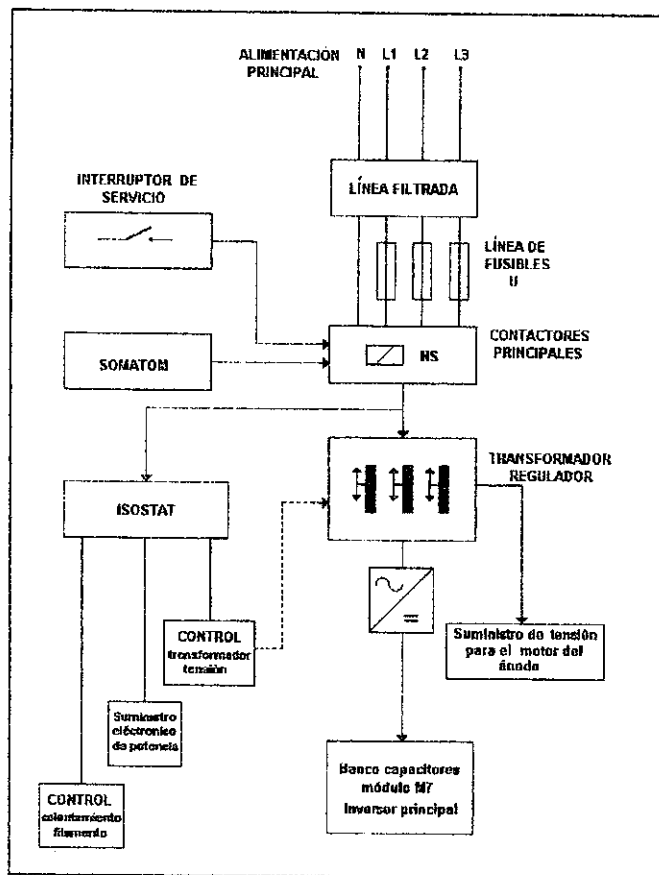 ALIMENTACIÓN
PRINCIPAL
N L1 L2 L3
LÍNEA FILTRADA
INTERRUPTOR DE
SERVICIO
LÍNEA DE
FUSIBLES
U
SOMATOM
HS
CONTACTORES
PRINCIPALES
TRANSFORMADOR
REGULADOR
ISOSTAT
CONTROL
transformador
tensión
Suministro de tensión
para el motor del
ánodo
Suministro
eléctronico
de potencia
CONTROL
calentamiento
filamento
Banco capacitores
módulo M7
Inversor principal